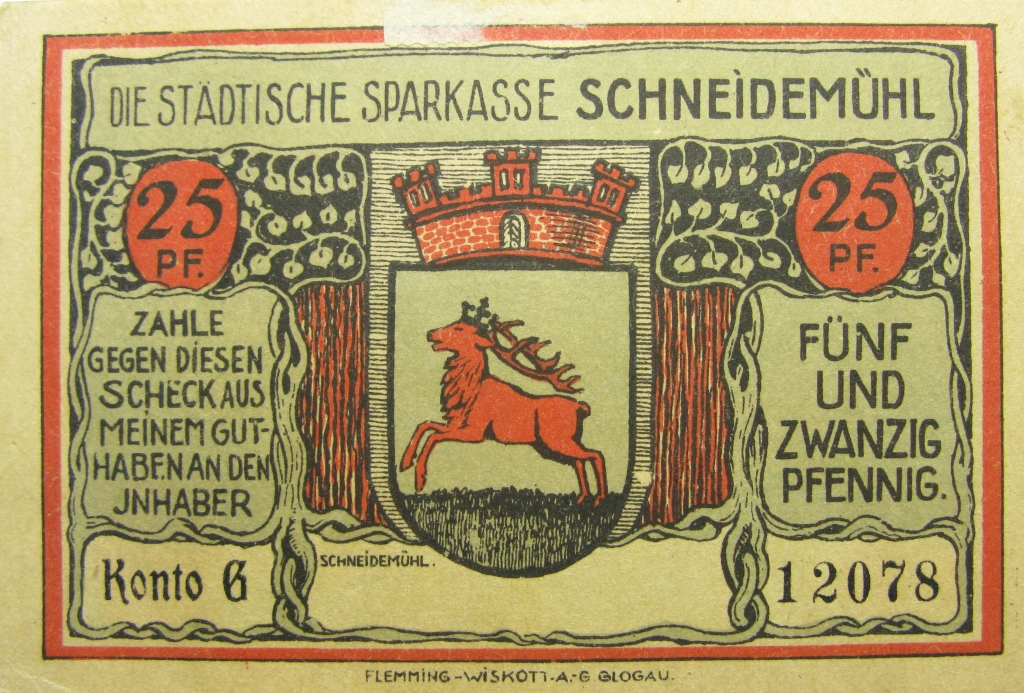 DIE STÄDTISCHE SPARKASSE SCHNEIDEMÜHL
25
PF.
25
PF.
ZAHLE
GEGEN DIESEN
SCHECK AUS
MEINEM GUT-
HABEN AN DEN
JNHABER
FÜNF
UND
ZWANZIG
PFENNIG.
Konto G
SCHNEIDEMÜHL.
12078
FLEMMING-WISKOTT-A.-G GLOGAU.